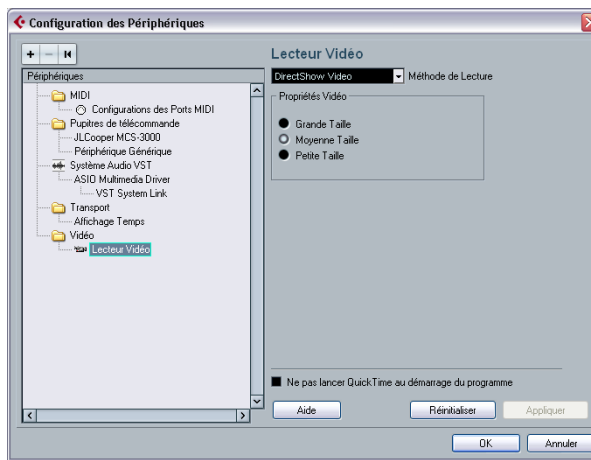 Configuration des Périphériques
Périphériques
MIDI
Configurations des Ports MIDI
Pupitres de télécommande
JLCooper MCS-3000
Périphérique Générique
Système Audio VST
ASIO Multimedia Driver
VST System Link
Transport
Affichage Temps
Vidéo
Lecteur Vidéo
Lecteur Vidéo
DirectShow Video
Méthode de Lecture
Propriétés Vidéo
Grande Taille
Moyenne Taille
Petite Taille
Ne pas lancer QuickTime au démarrage du programme
Aide
Réinitialiser
Appliquer
OK
Annuler